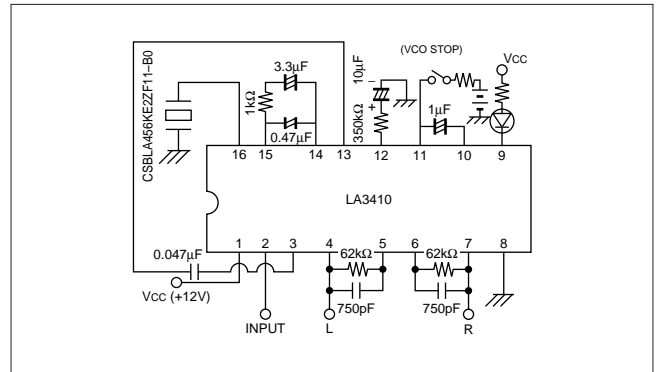 (VCO STOP)
VCC
CSBLA456KE2ZF11–B0
3.3µF
1kΩ
0.47µF
10µF
–
+
350kΩ
1µF
16 15 14 13 12 11 10 9
LA3410
1 2 3 4 5 6 7 8
0.047µF
62kΩ
62kΩ
VCC (+12V)
750pF
750pF
INPUT
L
R